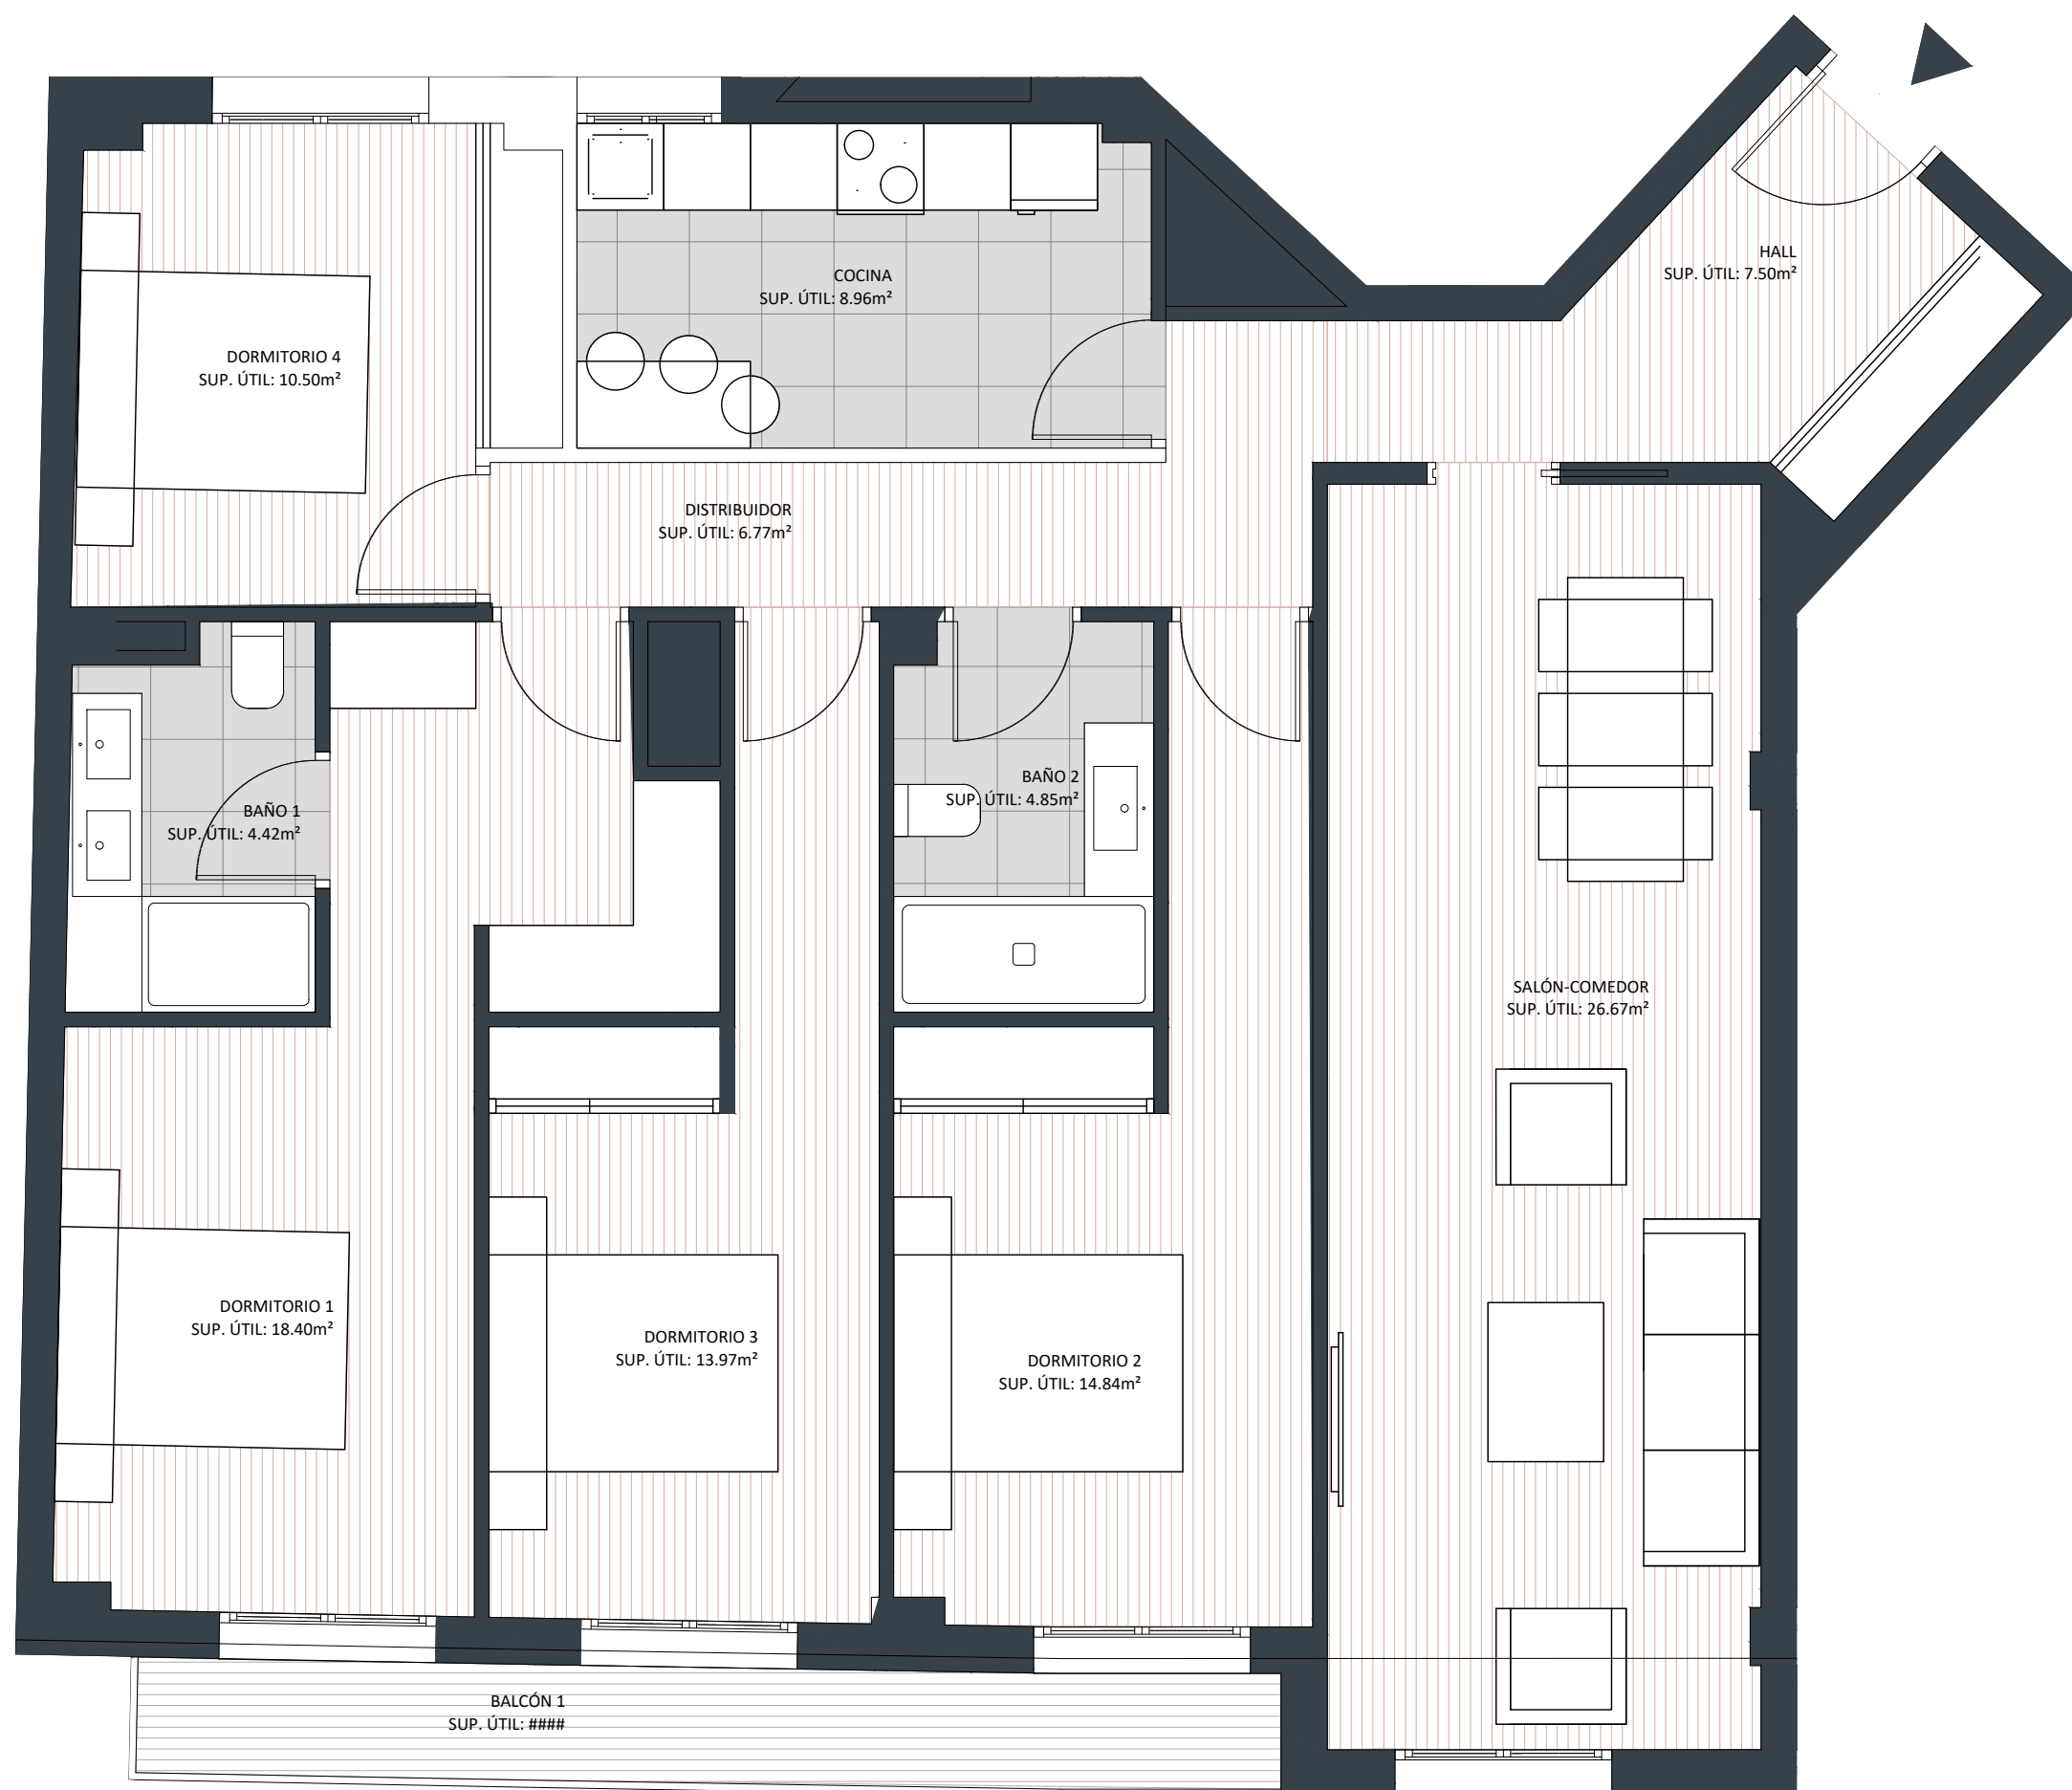 HALL
SUP. ÚTIL: 7.50m²
COCINA
SUP. ÚTIL: 8.96m²
DORMITORIO 4
SUP. ÚTIL: 10.50m²
DISTRIBUIDOR
SUP. ÚTIL: 6.77m²
BAÑO 2
SUP. ÚTIL: 4.85m²
BAÑO 1
SUP. ÚTIL: 4.42m²
SALÓN-COMEDOR
SUP. ÚTIL: 26.67m²
DORMITORIO 1
SUP. ÚTIL: 18.40m²
DORMITORIO 3
SUP. ÚTIL: 13.97m²
DORMITORIO 2
SUP. ÚTIL: 14.84m²
BALCÓN 1
SUP. ÚTIL: ####